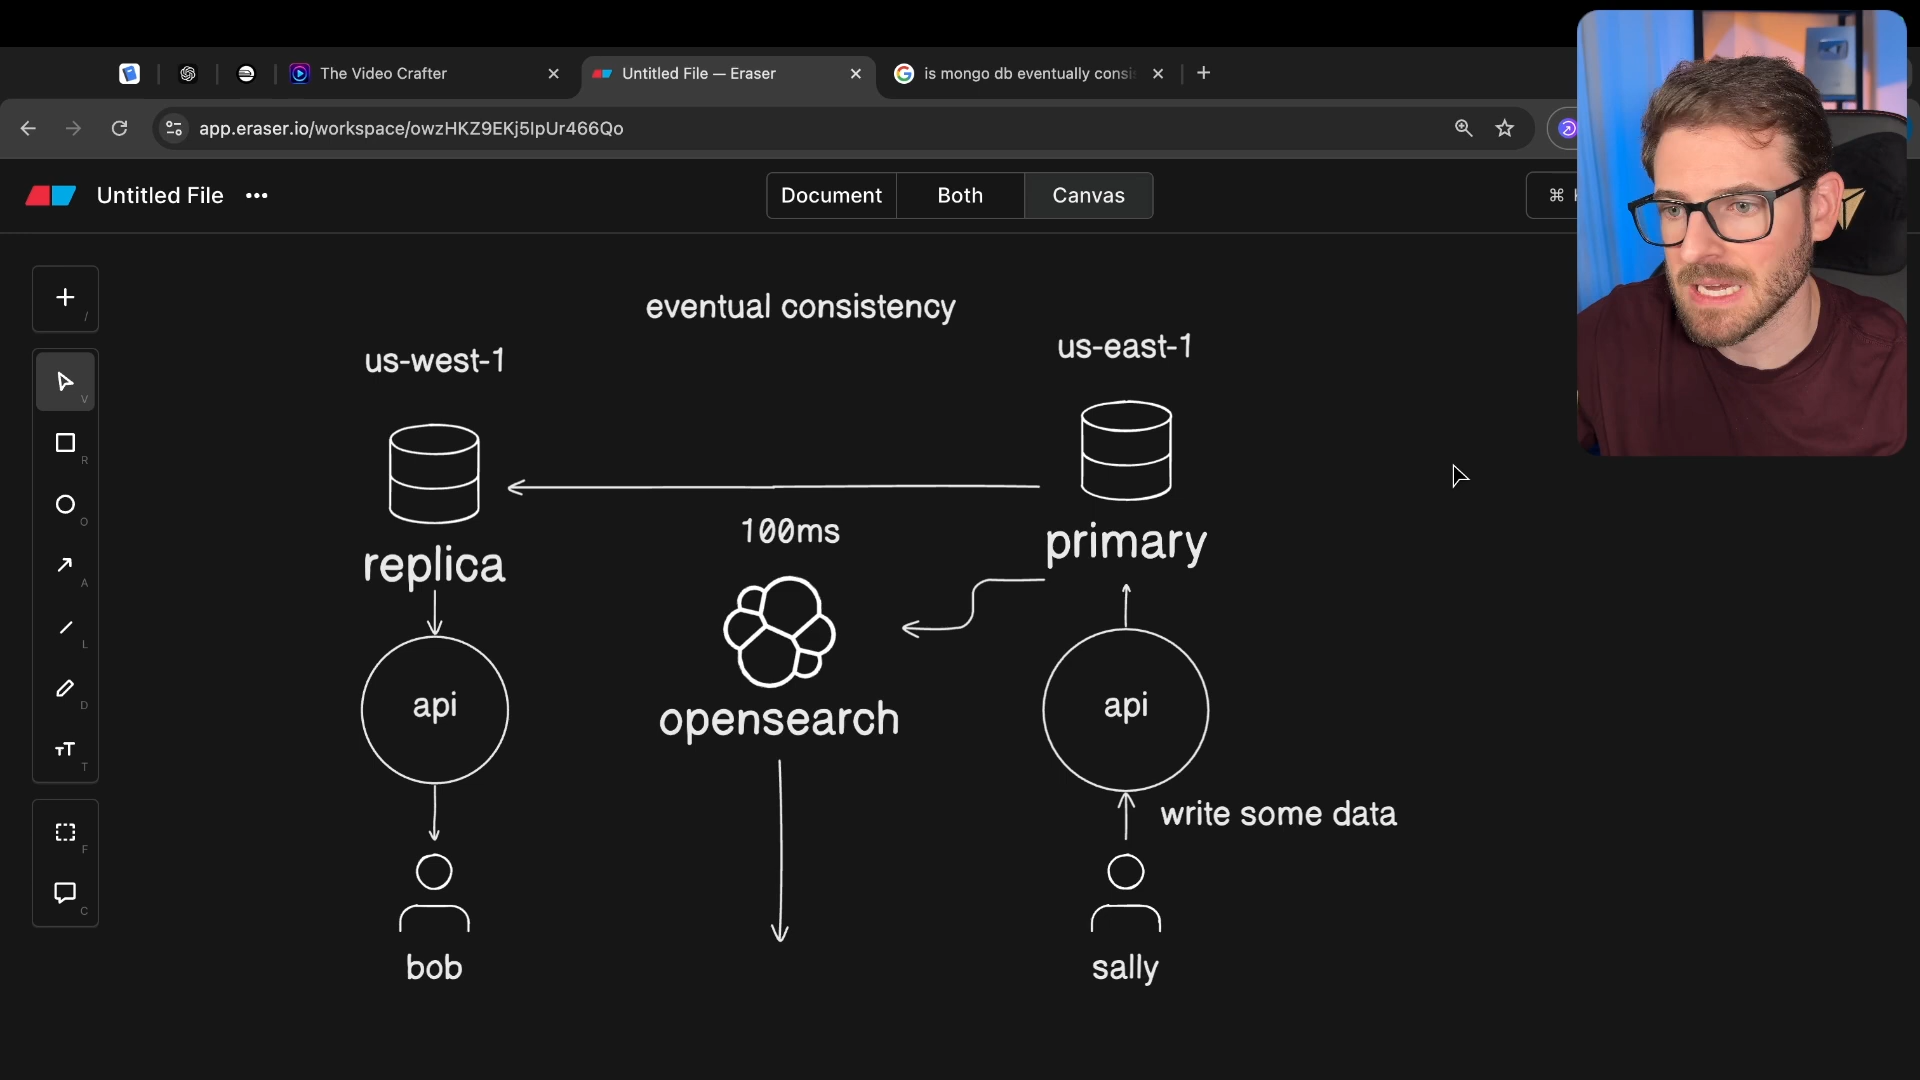 The Video Crafter
Untitled File — Eraser
is mongo db eventually consis
app.eraser.io/workspace/owzHKZ9EKj5IpUr466Qo
Untitled File
Document
Both
Canvas
⌘
/
V
R
O
A
L
D
T
F
C
eventual consistency
us-west-1
us-east-1
100ms
replica
primary
api
opensearch
api
write some data
bob
sally